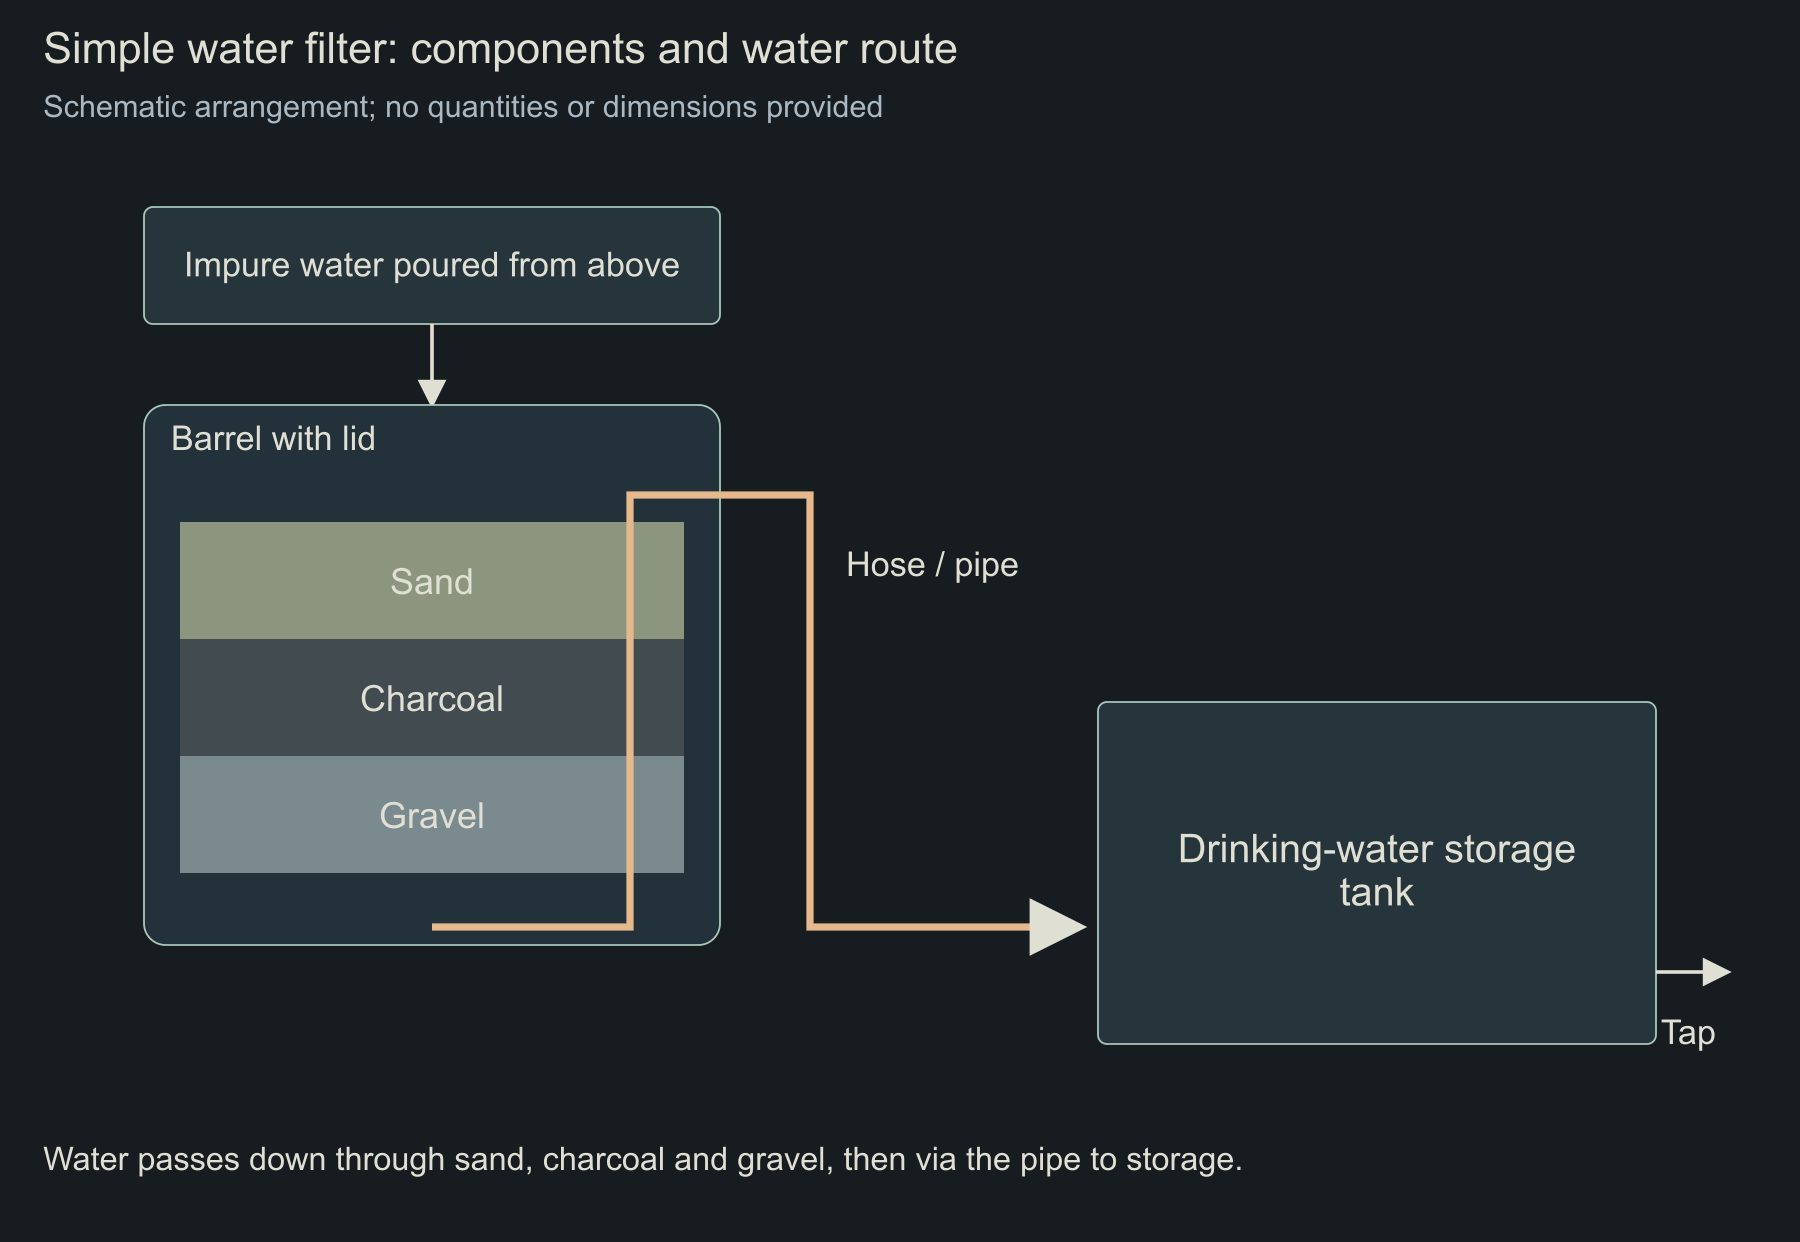 Simple water filter: components and water route
Schematic arrangement; no quantities or dimensions provided
Impure water poured from above
Barrel with lid
Sand
Charcoal
Gravel
Hose / pipe
Drinking-water storage
tank
Tap
Water passes down through sand, charcoal and gravel, then via the pipe to storage.